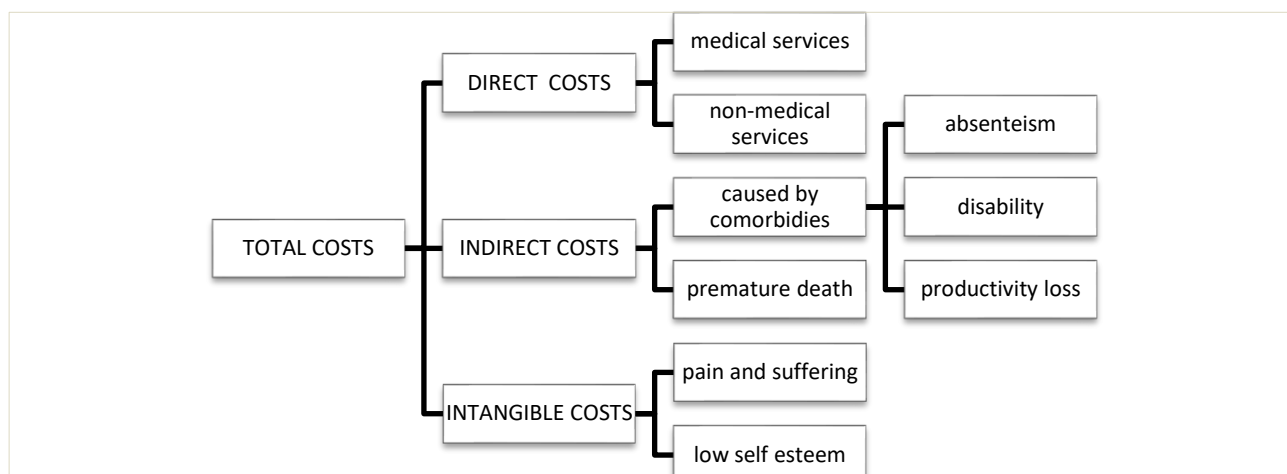 TOTAL COSTS
DIRECT COSTS
medical services
non-medical
services
INDIRECT COSTS
caused by
comorbidies
absenteism
disability
productivity loss
premature death
INTANGIBLE COSTS
pain and suffering
low self esteem